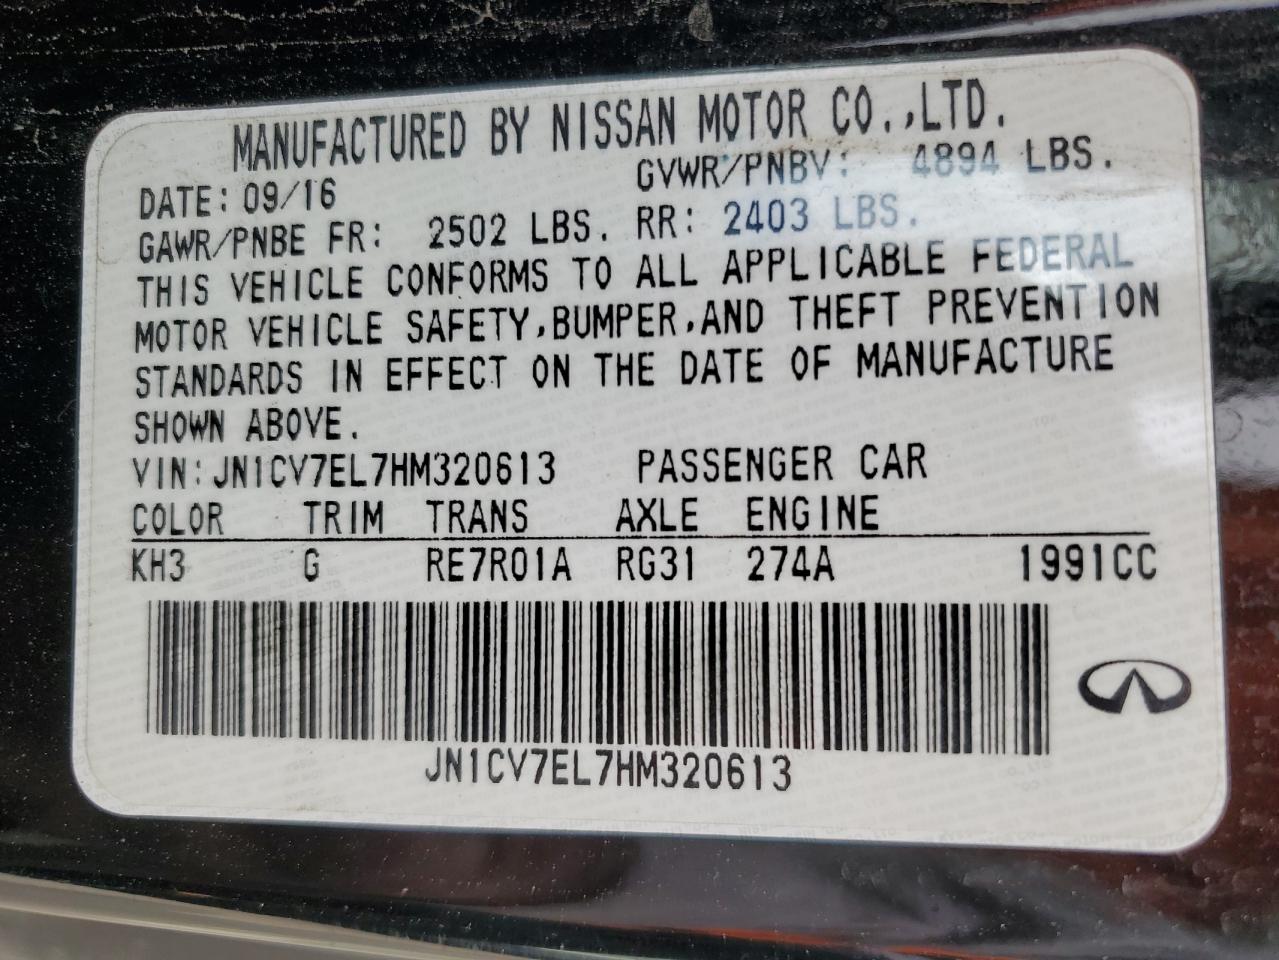 MANUFACTURED BY NISSAN MOTOR CO.,LTD.
DATE: 09/16 GVWR/PNBV: 4894 LBS.
GAWR/PNBE FR: 2502 LBS. RR: 2403 LBS.
THIS VEHICLE CONFORMS TO ALL APPLICABLE FEDERAL
MOTOR VEHICLE SAFETY,BUMPER,AND THEFT PREVENTION
STANDARDS IN EFFECT ON THE DATE OF MANUFACTURE
SHOWN ABOVE.
VIN:JN1CV7EL7HM320613 PASSENGER CAR
COLOR TRIM TRANS AXLE ENGINE
KH3 G RE7R01A RG31 274A 1991CC
JN1CV7EL7HM320613